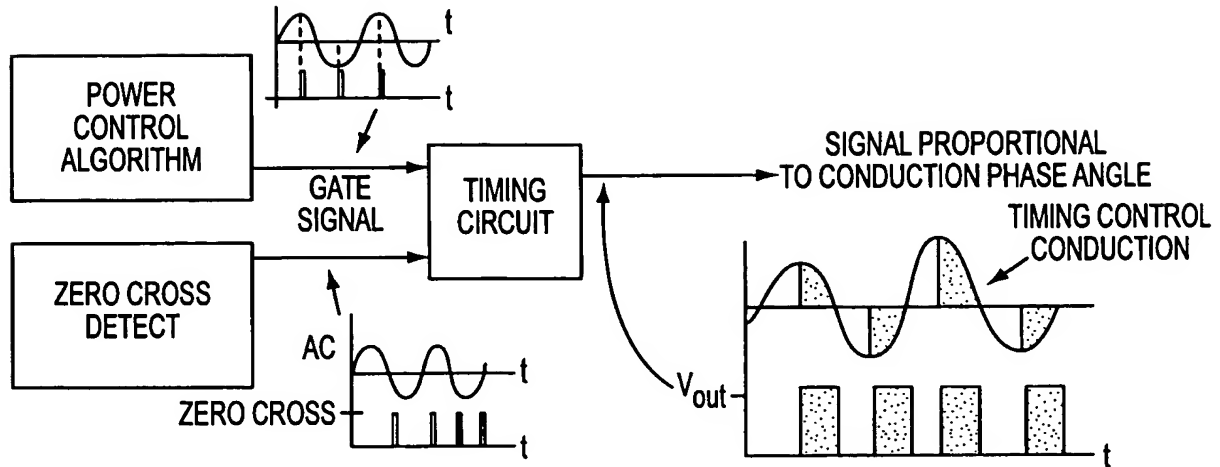 t
t
POWER
CONTROL
ALGORITHM
GATE
SIGNAL
TIMING
CIRCUIT
SIGNAL PROPORTIONAL
TO CONDUCTION PHASE ANGLE
TIMING CONTROL
CONDUCTION
ZERO CROSS
DETECT
AC
t
ZERO CROSS
t
Vout
t